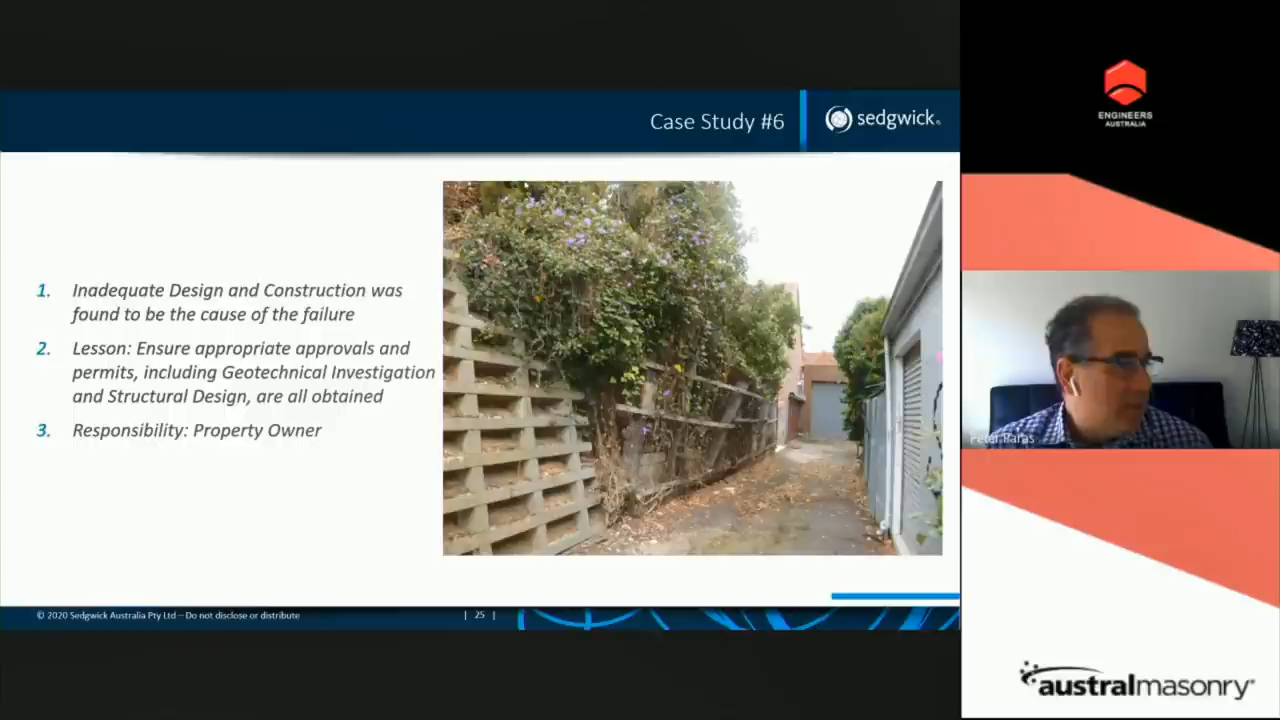 Case Study #6
sedgwick.
1. Inadequate Design and Construction was
found to be the cause of the failure
2. Lesson: Ensure appropriate approvals and
permits, including Geotechnical Investigation
and Structural Design, are all obtained
3. Responsibility: Property Owner
© 2020 Sedgwick Australia Pty Ltd – Do not disclose or distribute
| 25 |
ENGINEERS
AUSTRALIA
Peter Paras
australmasonry